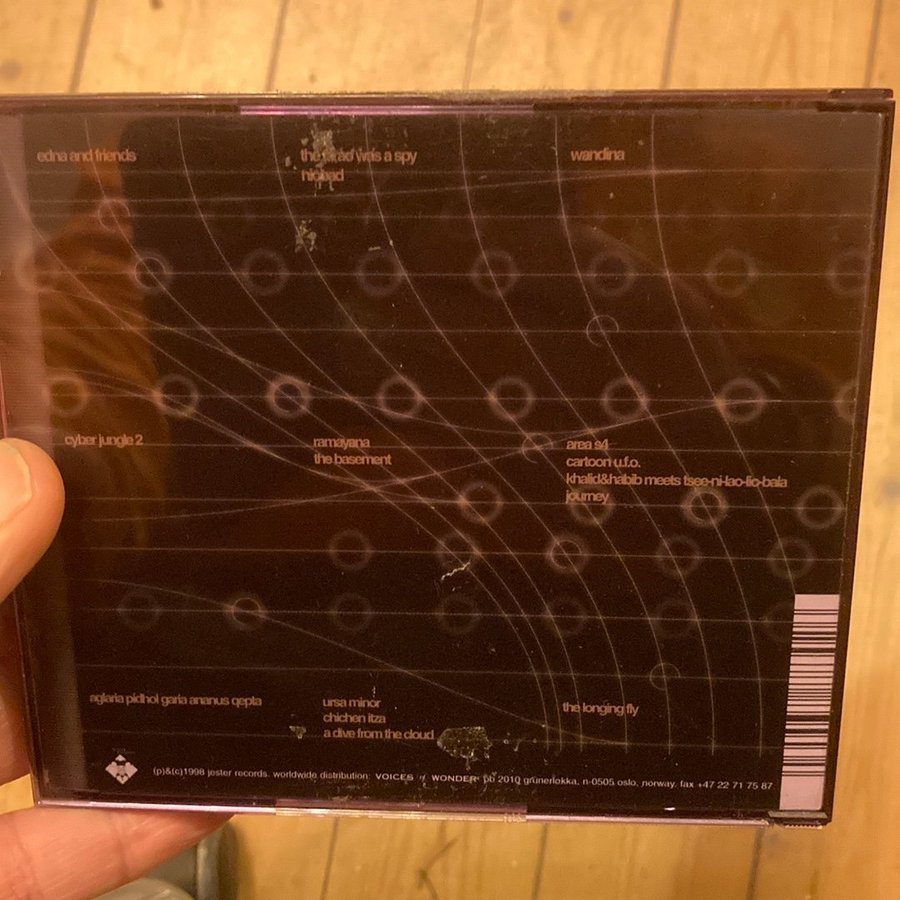 edna and friends
the was a spy
wandina
cyber jungle 2
ramayana
the basement
area s4
cartoon u.f.o.
khalid&habib meets tsee-ni-lao-lio-bala
journey
aglaria pidhol garia ananus qepta
ursa minor
chichen itza
a dive from the cloud
the longing fly
(p)&(c)1998 jester records. worldwide distribution: VOICES of WONDER pb 2010 grünerløkka, n-0505 oslo, norway. fax +47 22 71 75 87